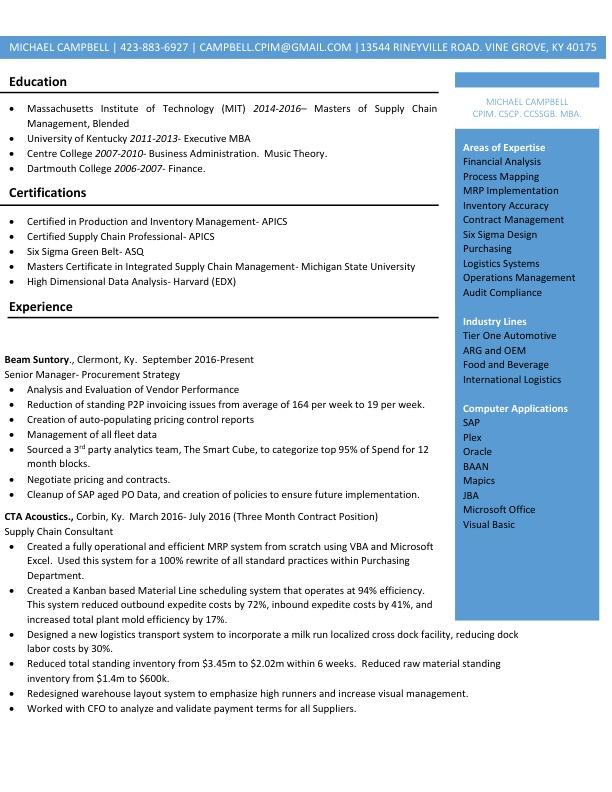 MICHAEL CAMPBELL | 423-883-6927 | CAMPBELL.CPIM@GMAIL.COM |13544 RINEYVILLE ROAD. VINE GROVE, KY 40175
Education
• Massachusetts Institute of Technology (MIT) 2014-2016– Masters of Supply Chain
Management, Blended
• University of Kentucky 2011-2013- Executive MBA
• Centre College 2007-2010- Business Administration. Music Theory.
• Dartmouth College 2006-2007- Finance.
Certifications
• Certified in Production and Inventory Management- APICS
• Certified Supply Chain Professional- APICS
• Six Sigma Green Belt- ASQ
• Masters Certificate in Integrated Supply Chain Management- Michigan State University
• High Dimensional Data Analysis- Harvard (EDX)
Experience
Beam Suntory., Clermont, Ky. September 2016-Present
Senior Manager- Procurement Strategy
• Analysis and Evaluation of Vendor Performance
• Reduction of standing P2P invoicing issues from average of 164 per week to 19 per week.
• Creation of auto-populating pricing control reports
• Management of all fleet data
• Sourced a 3rd party analytics team, The Smart Cube, to categorize top 95% of Spend for 12
month blocks.
• Negotiate pricing and contracts.
• Cleanup of SAP aged PO Data, and creation of policies to ensure future implementation.
CTA Acoustics., Corbin, Ky. March 2016- July 2016 (Three Month Contract Position)
Supply Chain Consultant
• Created a fully operational and efficient MRP system from scratch using VBA and Microsoft
Excel. Used this system for a 100% rewrite of all standard practices within Purchasing
Department.
• Created a Kanban based Material Line scheduling system that operates at 94% efficiency.
This system reduced outbound expedite costs by 72%, inbound expedite costs by 41%, and
increased total plant mold efficiency by 17%.
• Designed a new logistics transport system to incorporate a milk run localized cross dock facility, reducing dock
labor costs by 30%.
• Reduced total standing inventory from $3.45m to $2.02m within 6 weeks. Reduced raw material standing
inventory from $1.4m to $600k.
• Redesigned warehouse layout system to emphasize high runners and increase visual management.
• Worked with CFO to analyze and validate payment terms for all Suppliers.
MICHAEL CAMPBELL
CPIM. CSCP. CCSSGB. MBA.
Areas of Expertise
Financial Analysis
Process Mapping
MRP Implementation
Inventory Accuracy
Contract Management
Six Sigma Design
Purchasing
Logistics Systems
Operations Management
Audit Compliance
Industry Lines
Tier One Automotive
ARG and OEM
Food and Beverage
International Logistics
Computer Applications
SAP
Plex
Oracle
BAAN
Mapics
JBA
Microsoft Office
Visual Basic